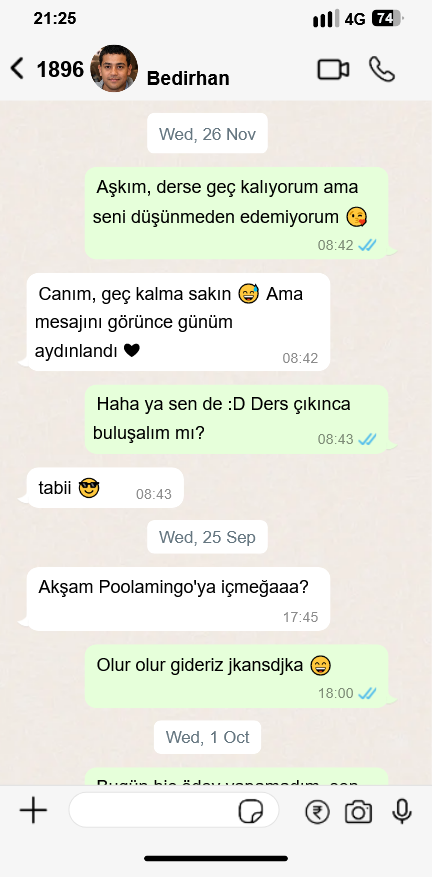 21:25
4G 74
1896 Bedirhan
Wed, 26 Nov
Aşkım, derse geç kalıyorum ama
seni düşünmeden edemiyorum 😘
08:42
Canım, geç kalma sakın 😅 Ama
mesajını görünce günüm
aydınlandı 🖤
08:42
Haha ya sen de :D Ders çıkınca
buluşalım mı?
08:43
tabii 😎
08:43
Wed, 25 Sep
Akşam Poolamingo'ya içmeğaaa?
17:45
Olur olur gideriz jkansdjka 😄
18:00
Wed, 1 Oct